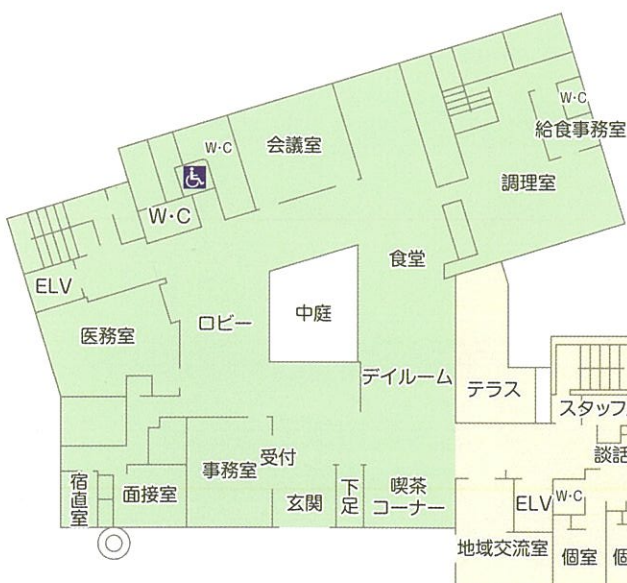 W·C
給食事務室
W·C
会議室
調理室
W·C
食堂
ELV
ロビー
中庭
医務室
デイルーム
テラス
スタッフ
談話
事務室
受付
宿直室
面接室
玄関
下足
喫茶
コーナー
ELV
W·C
地域交流室
個室
個